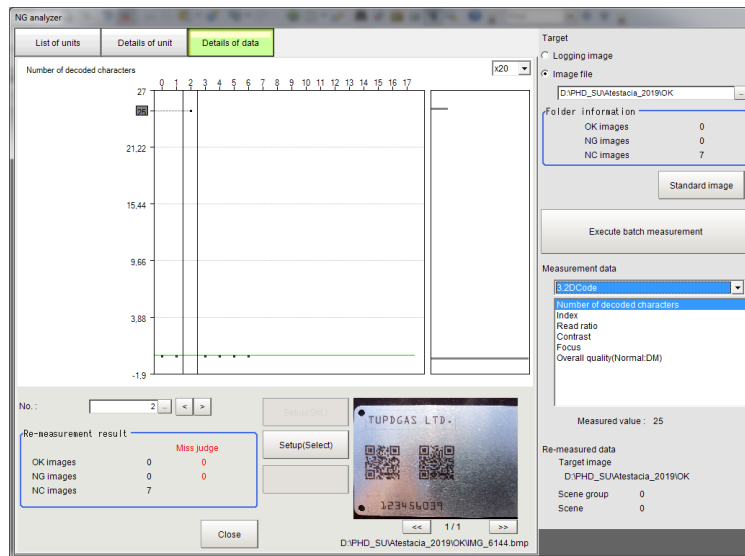 NG analyzer
List of units
Details of unit
Details of data
Number of decoded characters
x20
0 1 2 3 4 5 6 7 8 9 10 11 12 13 14 15 16 17
27
25
21,22
15,44
9,66
3,88
-1,9
No. :
2
...
<
>
Re-measurement result
Miss judge
OK images 0 0
NG images 0 0
NC images 7
Setup(Select)
Close
TUPDGAS LTD.
123456039
<<
1/1
>>
D:\PHD_SU\Atestacia_2019\OK\IMG_6144.bmp
Target
Logging image
Image file
D:\PHD_SU\Atestacia_2019\OK
...
Folder information
OK images 0
NG images 0
NC images 7
Standard image
Execute batch measurement
Measurement data
3.2DCode
Number of decoded characters
Index
Read ratio
Contrast
Focus
Overall quality(Normal:DM)
Measured value : 25
Re-measured data
Target image
D:\PHD_SU\Atestacia_2019\OK
Scene group 0
Scene 0